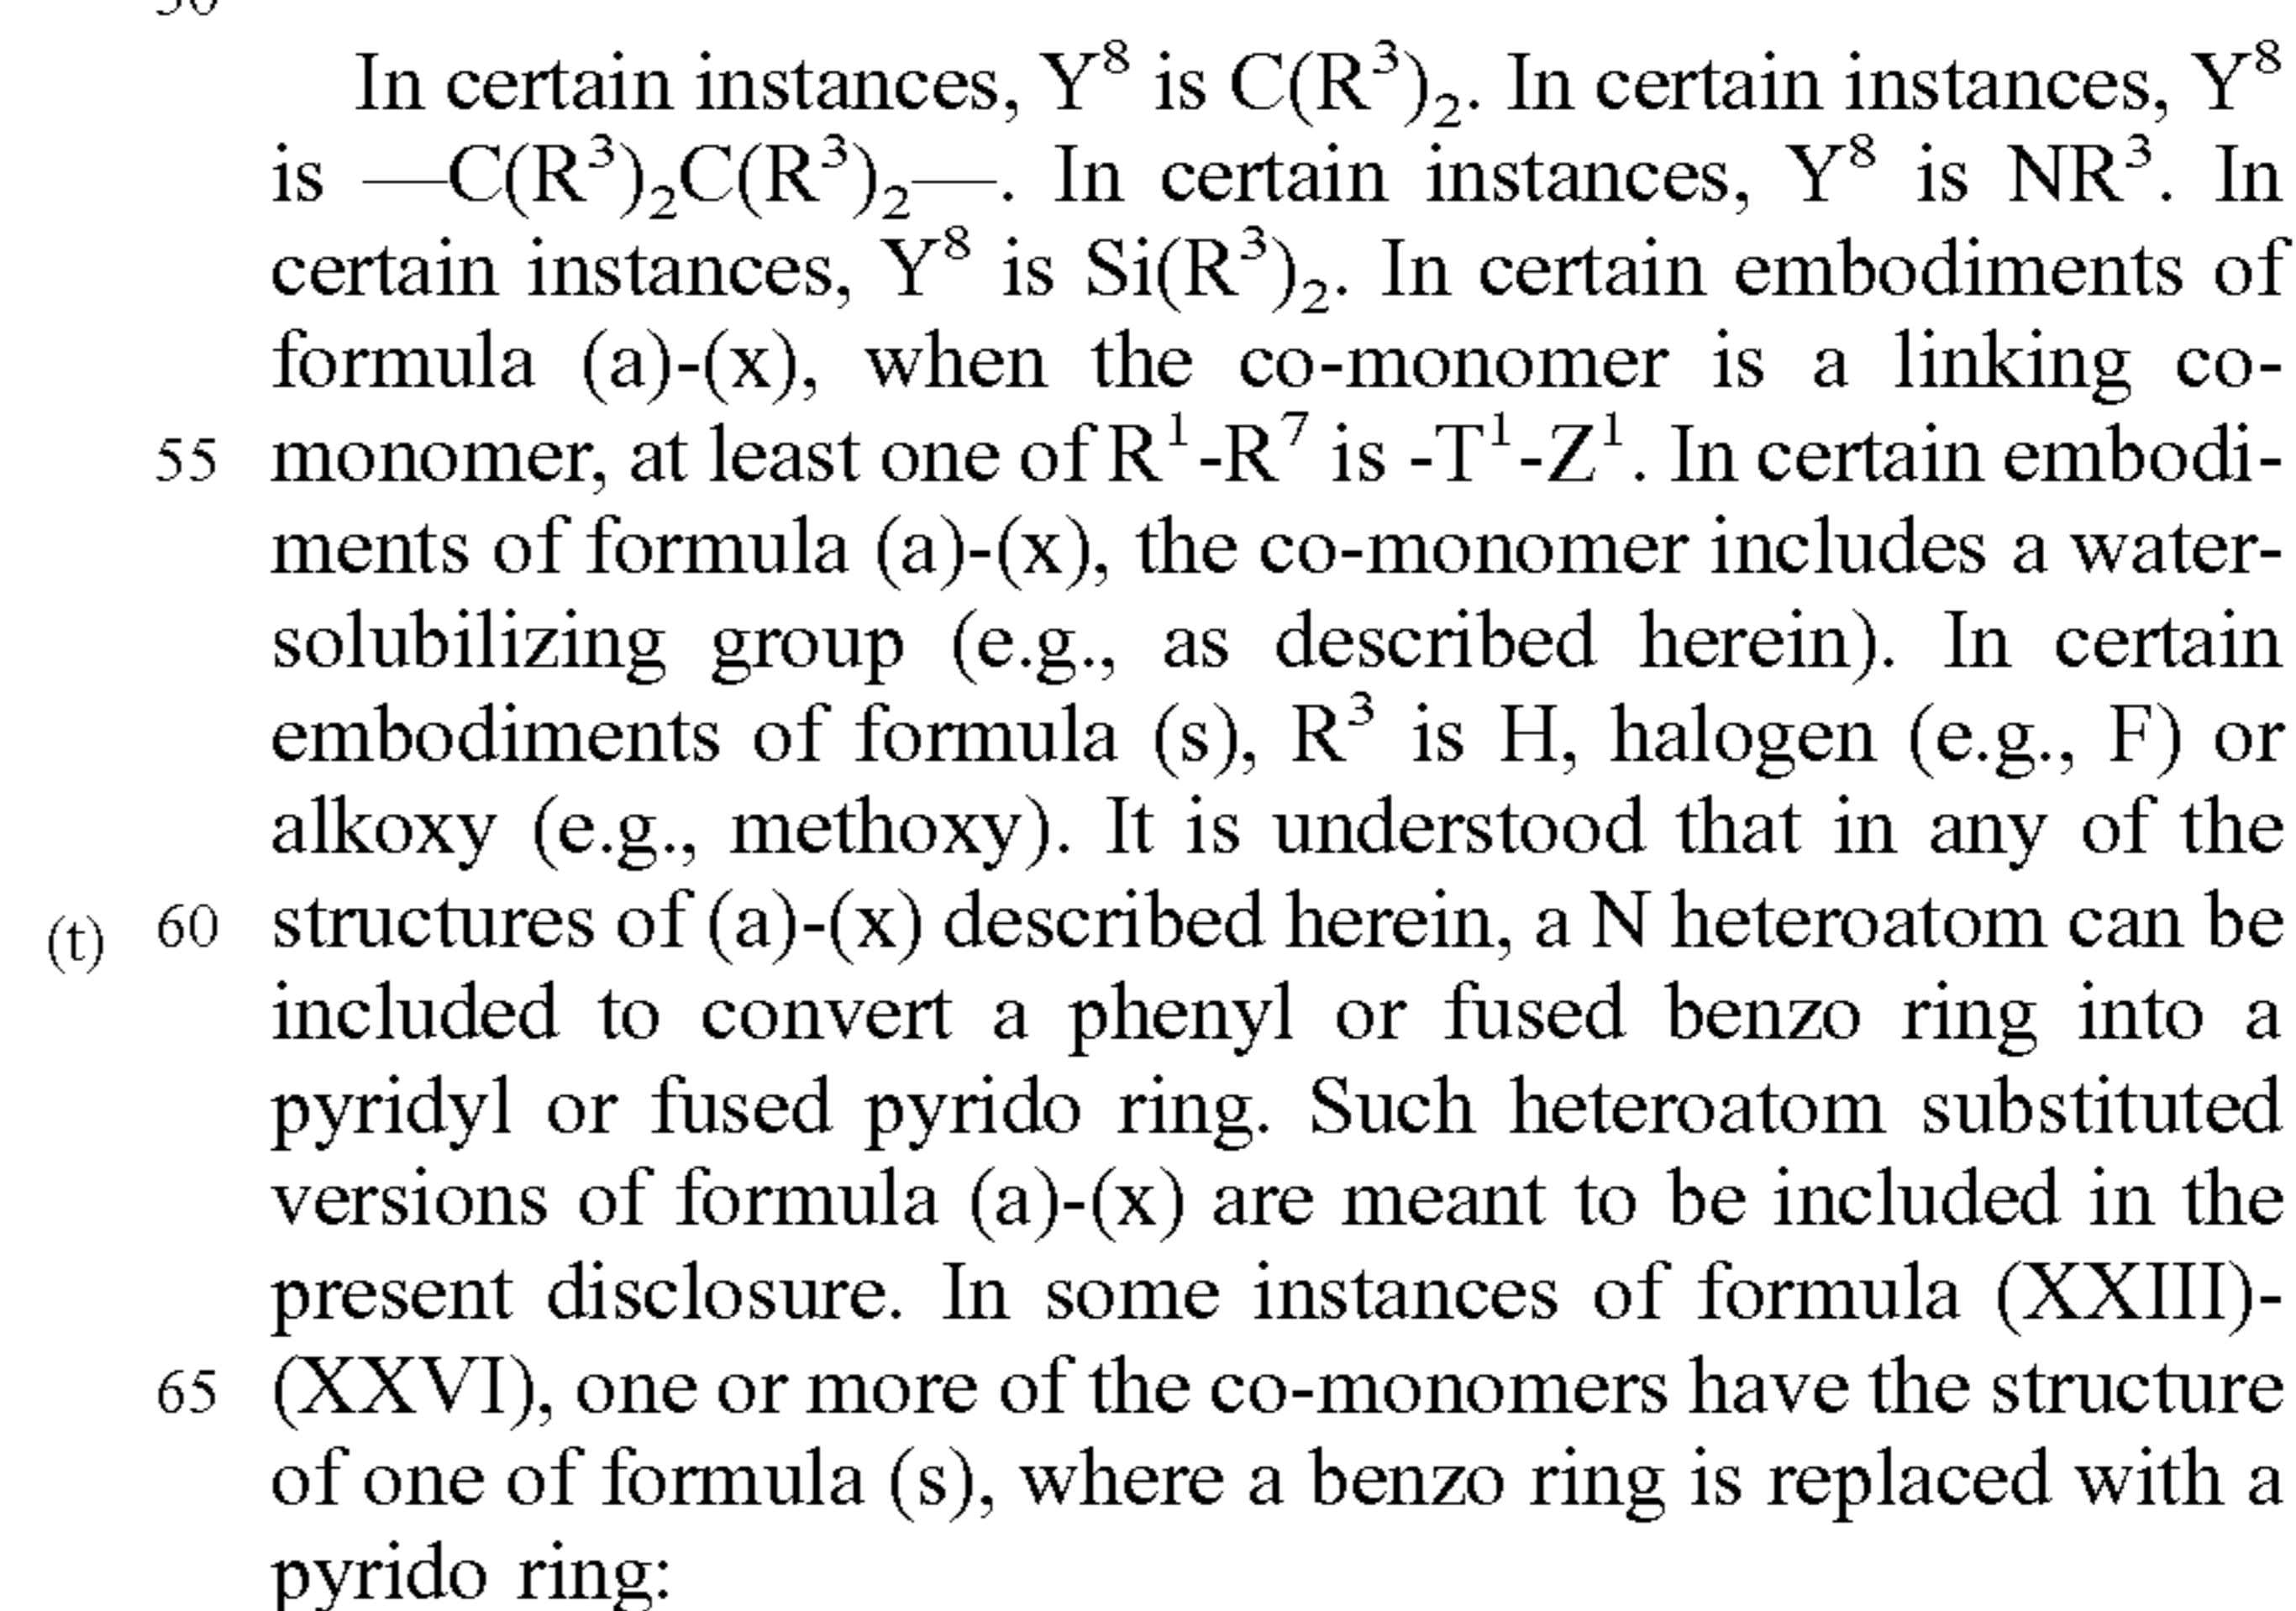 50
In certain instances, Y⁸ is C(R³)₂. In certain instances, Y⁸
is —C(R³)₂C(R³)₂—. In certain instances, Y⁸ is NR³. In
certain instances, Y⁸ is Si(R³)₂. In certain embodiments of
formula (a)-(x), when the co-monomer is a linking co-
55 monomer, at least one of R¹-R⁷ is -T¹-Z¹. In certain embodi-
ments of formula (a)-(x), the co-monomer includes a water-
solubilizing group (e.g., as described herein). In certain
embodiments of formula (s), R³ is H, halogen (e.g., F) or
alkoxy (e.g., methoxy). It is understood that in any of the
(t) 60 structures of (a)-(x) described herein, a N heteroatom can be
included to convert a phenyl or fused benzo ring into a
pyridyl or fused pyrido ring. Such heteroatom substituted
versions of formula (a)-(x) are meant to be included in the
present disclosure. In some instances of formula (XXIII)-
65 (XXVI), one or more of the co-monomers have the structure
of one of formula (s), where a benzo ring is replaced with a
pyrido ring: